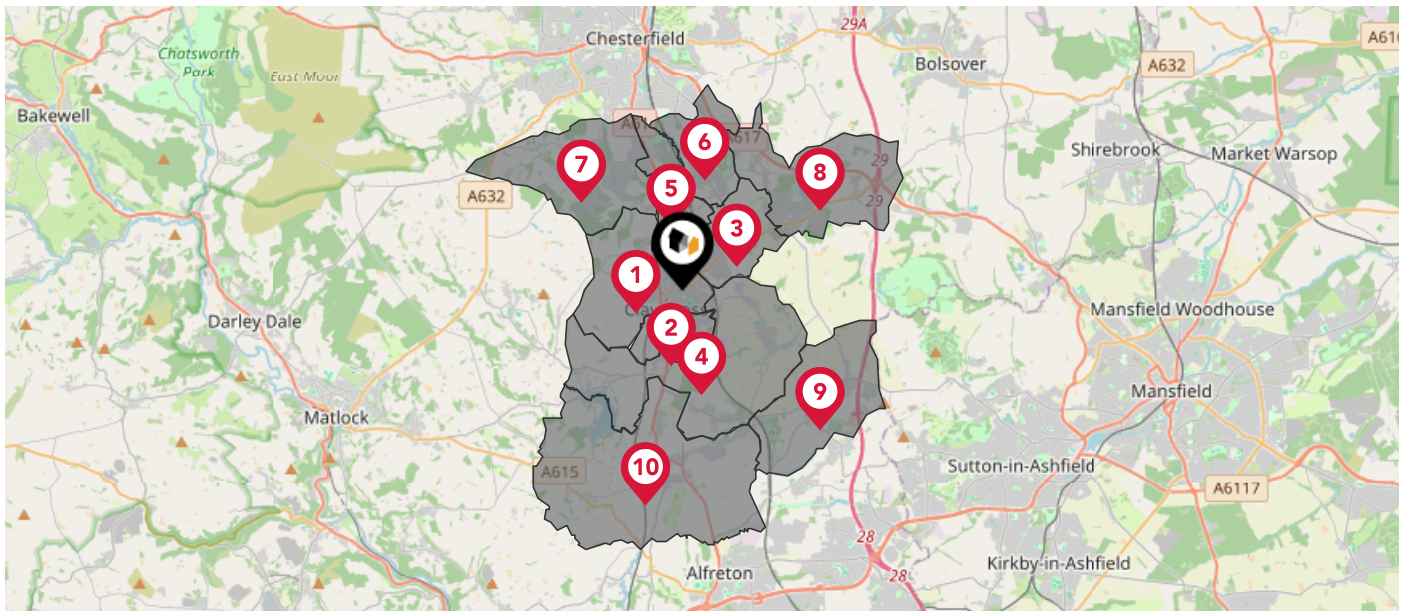 29A
Chesterfield
A61
Chatsworth
Park
East Moor
Bolsover
A632
Bakewell
A617
6
Shirebrook
Market Warsop
7
29
8
5
A632
29
3
1
Darley Dale
Mansfield Woodhouse
2
4
Mansfield
9
Matlock
10
A615
Sutton-in-Ashfield
A6117
28
Kirkby-in-Ashfield
Alfreton
28